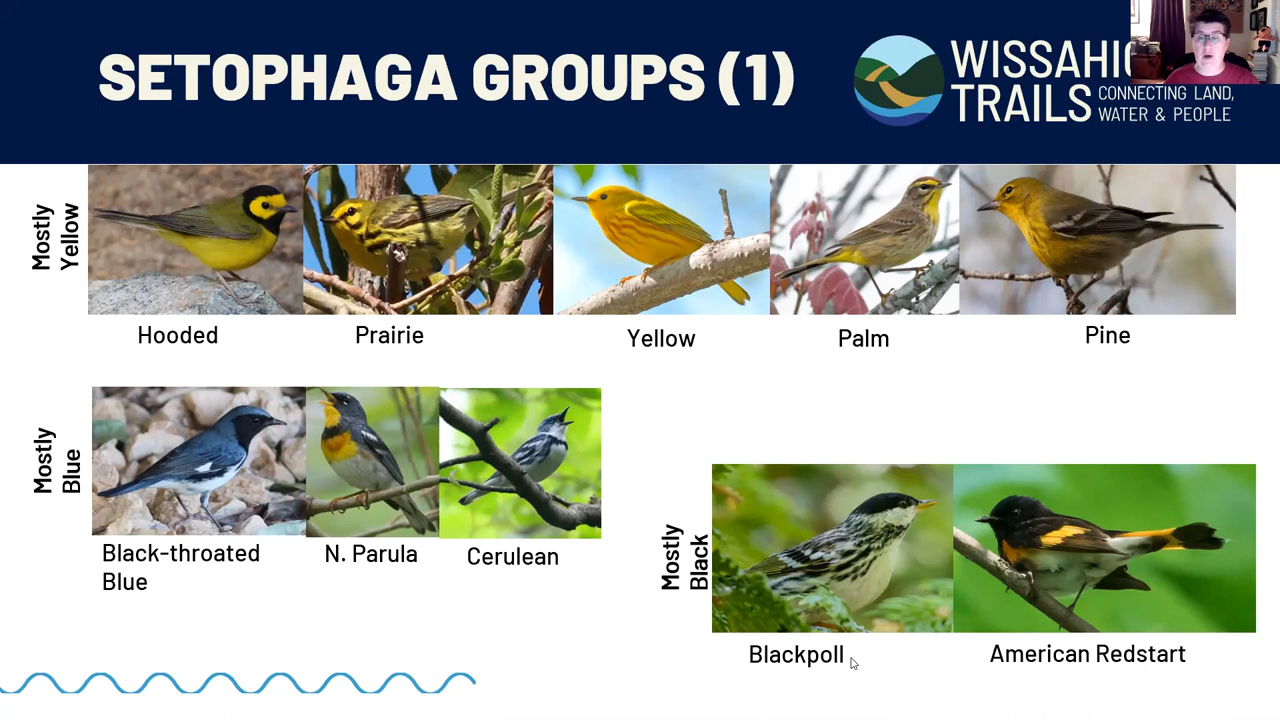 SETOPHAGA GROUPS (1)
WISSAHI
TRAILS
CONNECTING LAND,
WATER & PEOPLE
Mostly
Yellow
Hooded
Prairie
Yellow
Palm
Pine
Mostly
Blue
Black-throated
Blue
N. Parula
Cerulean
Mostly
Black
Blackpoll
American Redstart